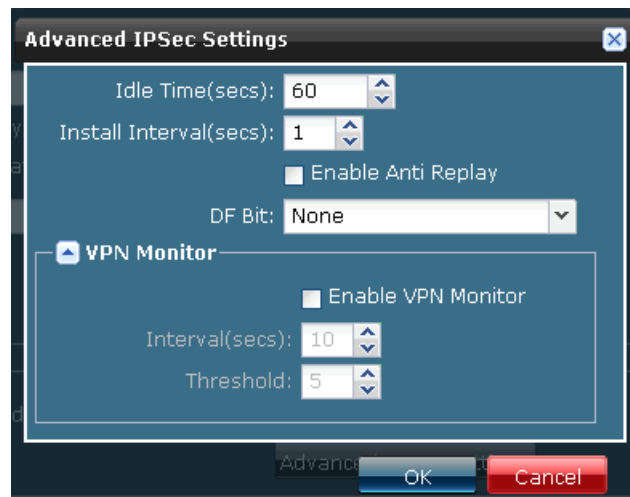 Advanced IPSec Settings
Idle Time(secs): 60
Install Interval(secs): 1
Enable Anti Replay
DF Bit: None
VPN Monitor
Enable VPN Monitor
Interval(secs): 10
Threshold: 5
OK
Cancel